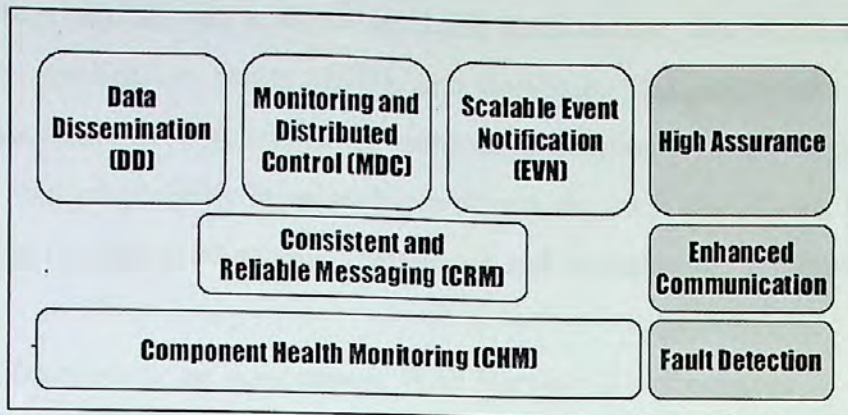 Data
Dissemination
(DD)
Monitoring and
Distributed
Control (MDC)
Scalable Event
Notification
(EVN)
High Assurance
Consistent and
Reliable Messaging (CRM)
Enhanced
Communication
Component Health Monitoring (CHM)
Fault Detection